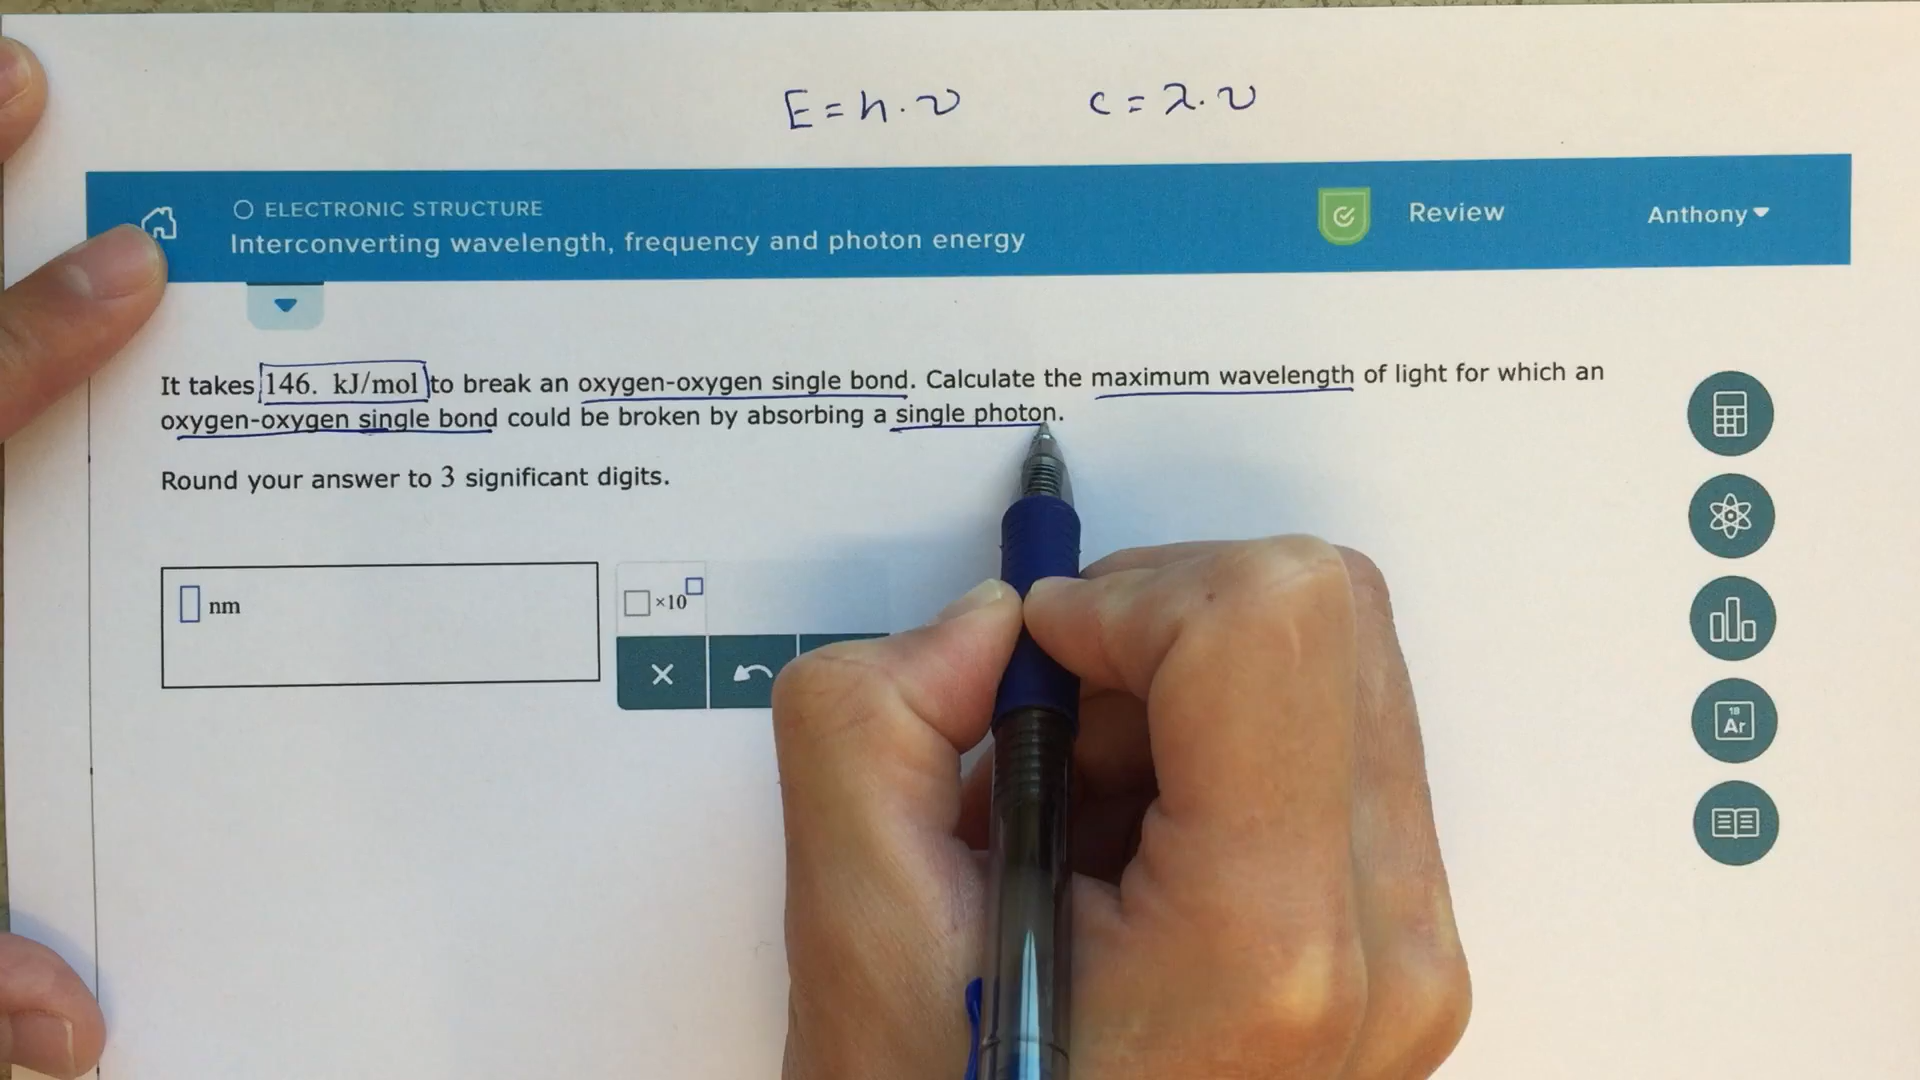 E = h · ν    c = λ · ν
ELECTRONIC STRUCTURE
Interconverting wavelength, frequency and photon energy
Review
Anthony
It takes 146. kJ/mol to break an oxygen-oxygen single bond. Calculate the maximum wavelength of light for which an
oxygen-oxygen single bond could be broken by absorbing a single photon.
Round your answer to 3 significant digits.
nm
×10
18
Ar